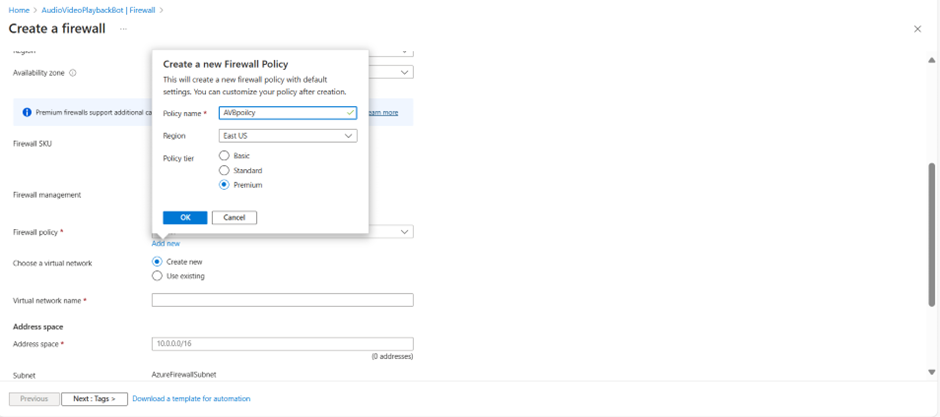 Home > AudioVideoPlaybackBot | Firewall >
Create a firewall ...
Region
Availability zone
Premium firewalls support additional ca
earn more
Firewall SKU
Firewall management
Firewall policy *
Create a new Firewall Policy
This will create a new firewall policy with default
settings. You can customize your policy after creation.
Policy name * AVBpoilcy
Region East US
Policy tier Basic
Standard
Premium
OK Cancel
Add new
Choose a virtual network Create new
Use existing
Virtual network name *
Address space
Address space * 10.0.0.0/16
(0 addresses)
Subnet AzureFirewallSubnet
Previous Next : Tags > Download a template for automation